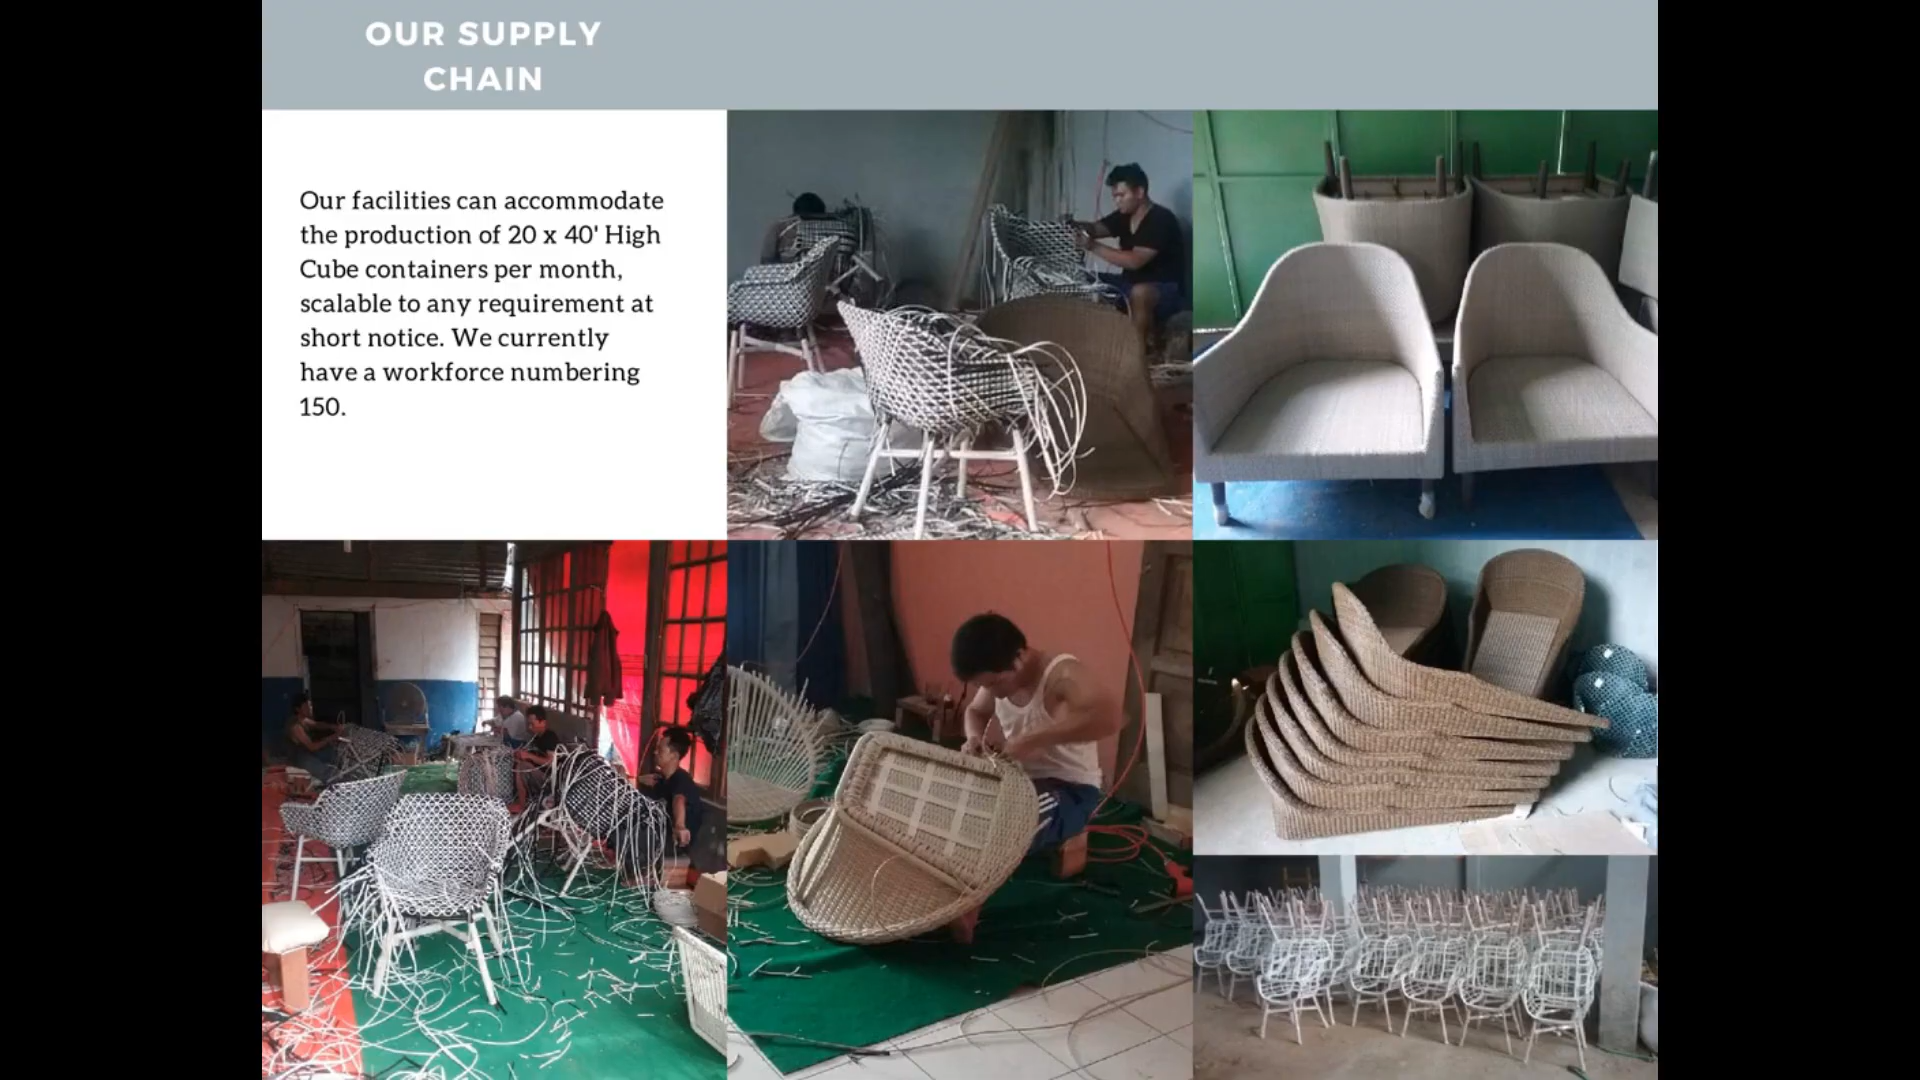 OUR SUPPLY
CHAIN
Our facilities can accommodate
the production of 20 x 40' High
Cube containers per month,
scalable to any requirement at
short notice. We currently
have a workforce numbering
150.